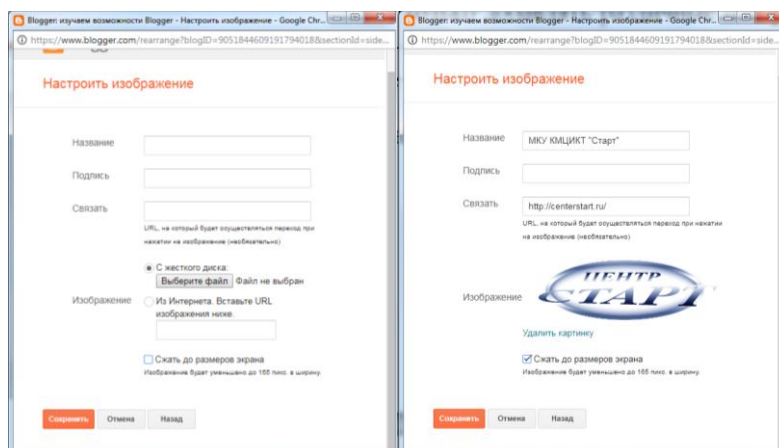 Blogger: изучаем возможности Blogger - Настроить изображение - Google Chr...
https://www.blogger.com/rearrange?blogID=9051844609191794018&sectionId=side...
Настроить изображение
Название
Подпись
Связать
URL, на который будет осуществляться переход при
нажатии на изображение (необязательно)
Изображение
С жесткого диска:
Выберите файл Файл не выбран
Из Интернета. Вставьте URL
изображения ниже.
Сжать до размеров экрана
Изображение будет уменьшено до 165 пикс. в ширину.
Сохранить Отмена Назад
Blogger: изучаем возможности Blogger - Настроить изображение - Google Chr...
https://www.blogger.com/rearrange?blogID=9051844609191794018&sectionId=side...
Настроить изображение
Название МКУ КМЦИКТ "Старт"
Подпись
Связать http://centerstart.ru/
URL, на который будет осуществляться переход при нажатии
на изображение (необязательно)
Изображение
ЦЕНТР
СТАРТ
Удалить картинку
Сжать до размеров экрана
Изображение будет уменьшено до 165 пикс. в ширину.
Сохранить Отмена Назад